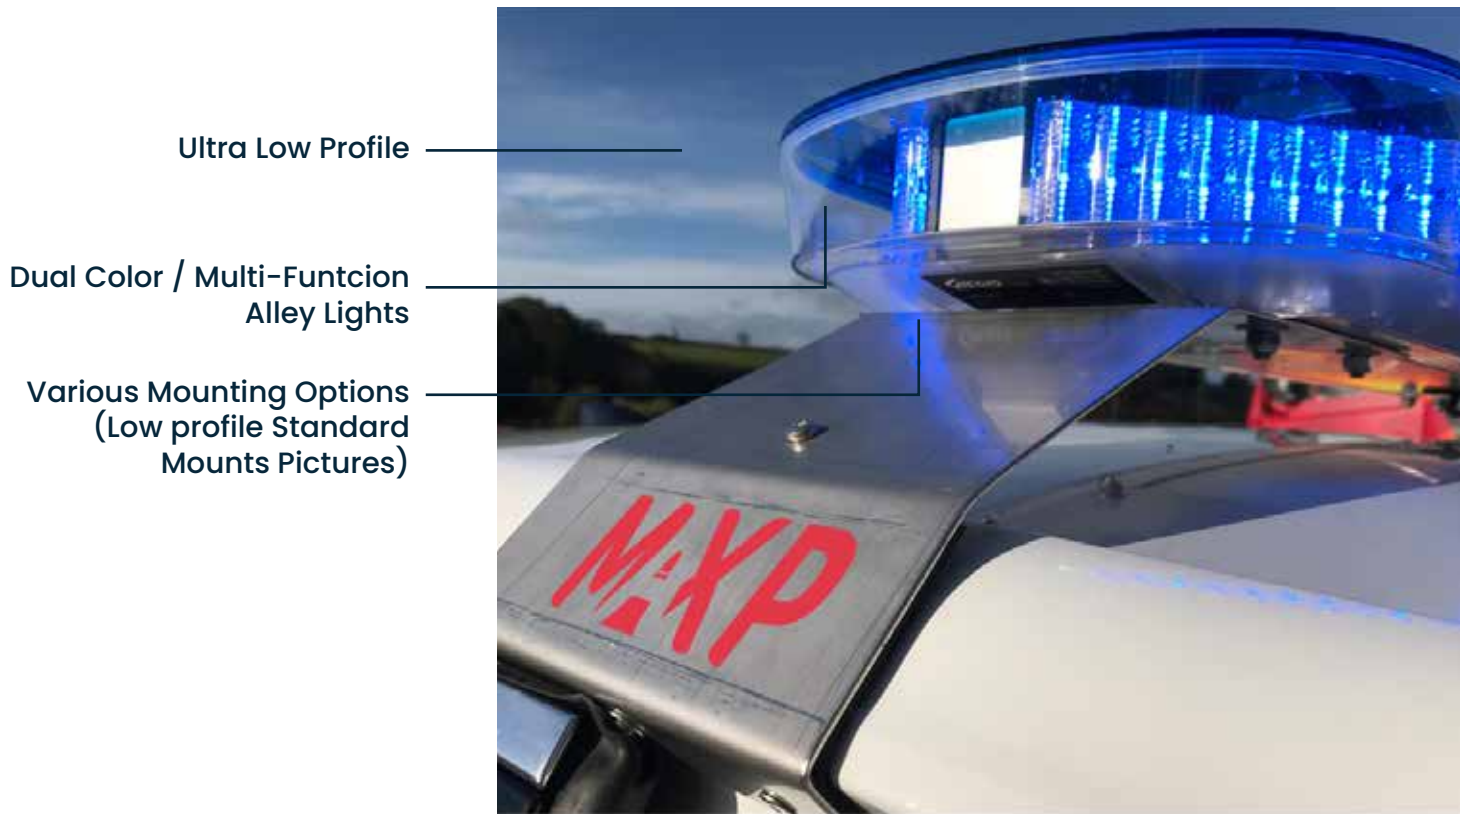 Ultra Low Profile
Dual Color / Multi-Funtcion
Alley Lights
Various Mounting Options
(Low profile Standard
Mounts Pictures)
MAXP